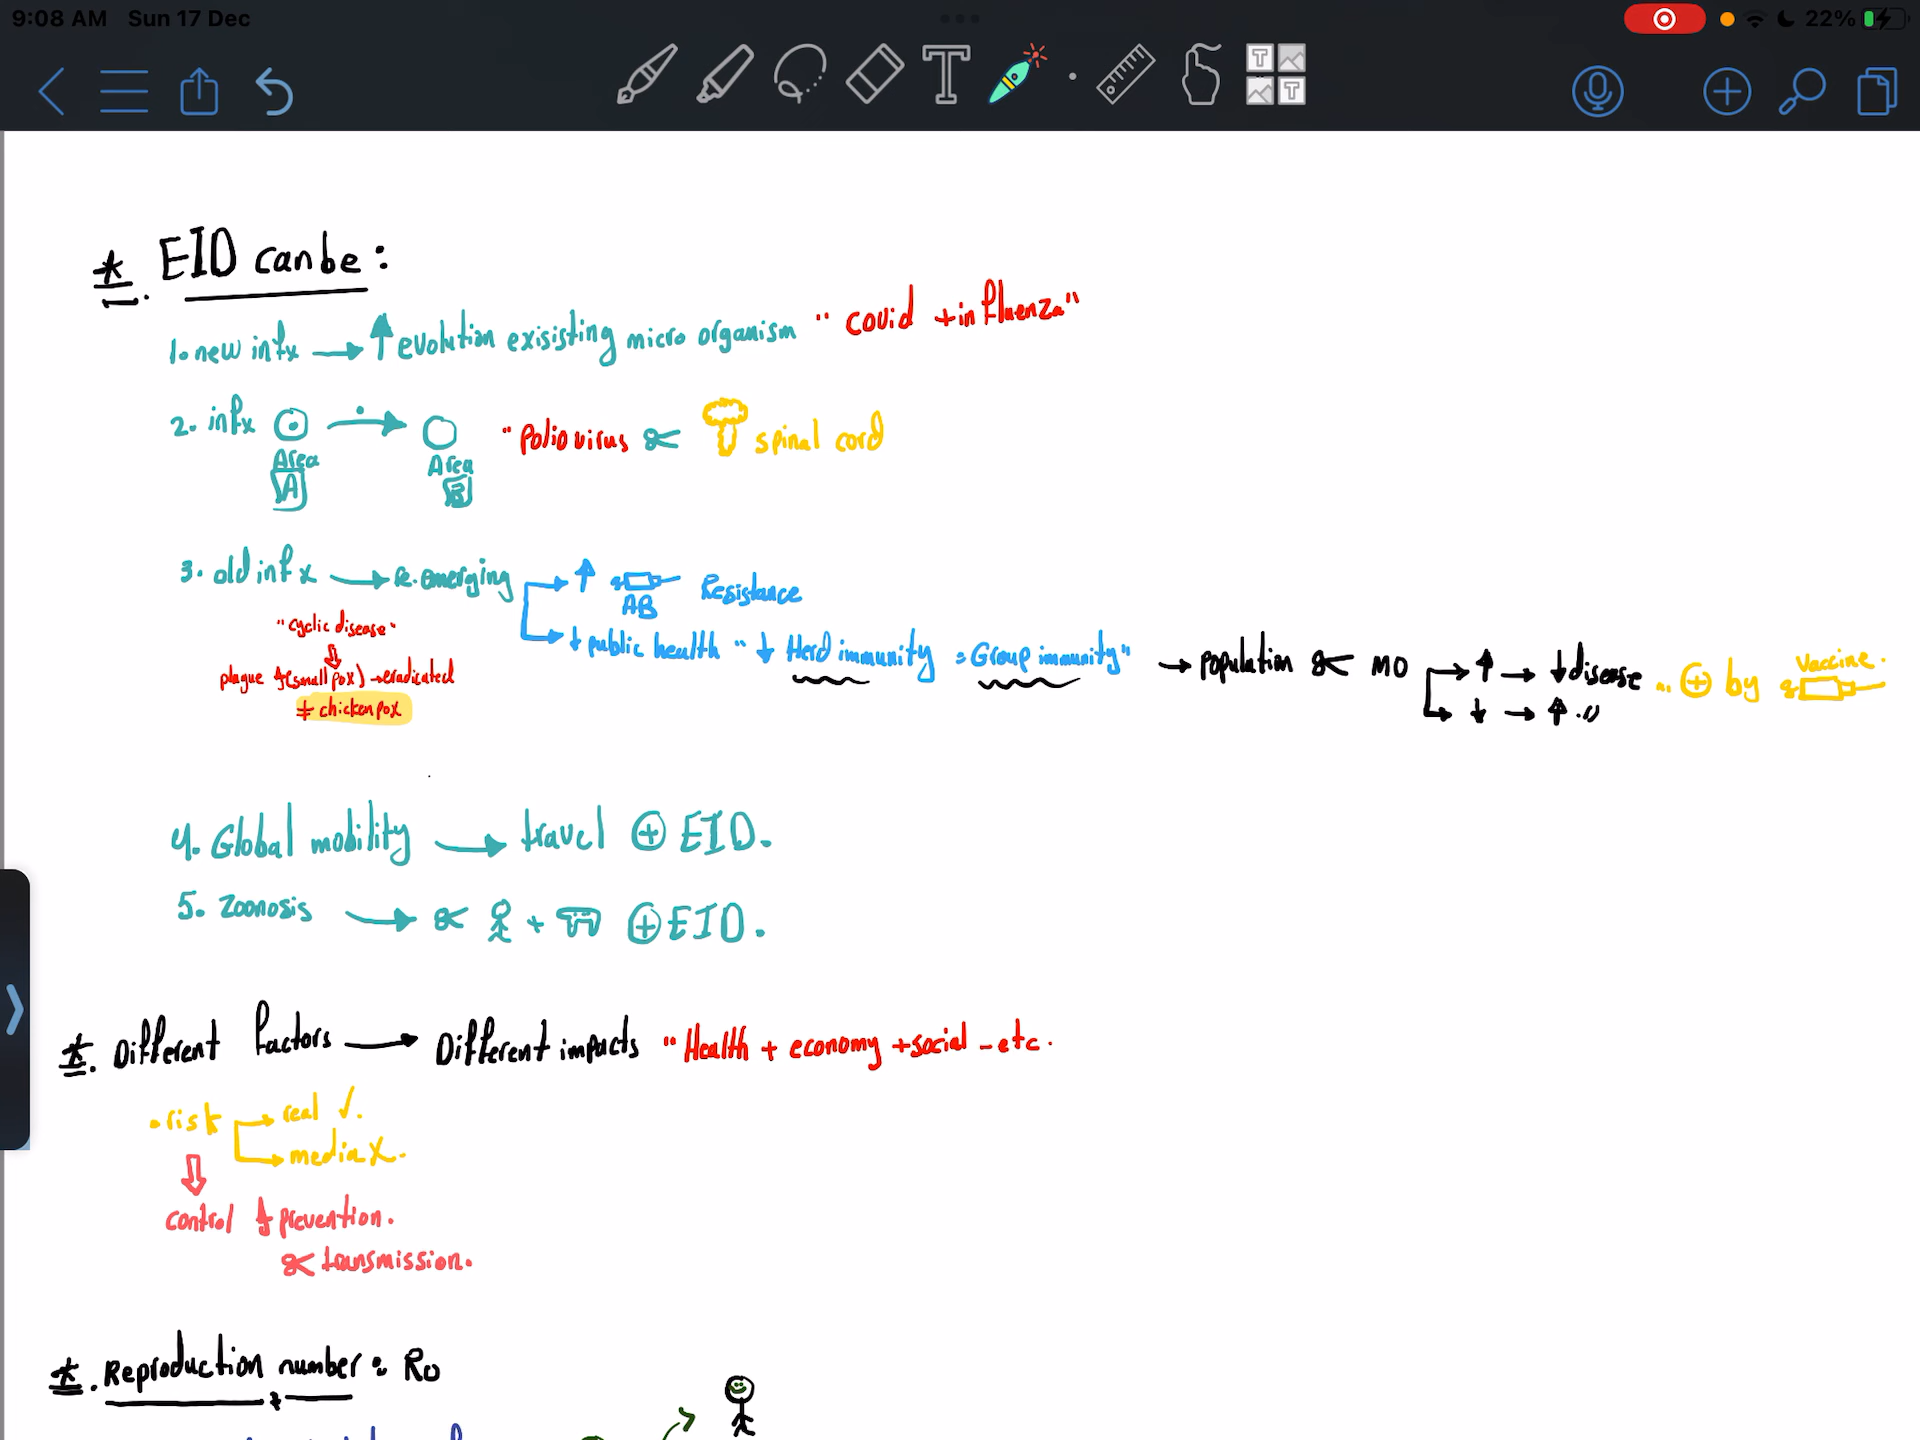 9:08 AM Sun 17 Dec
22%
* EID can be:
1. new infx → ↑ evolution exisisting micro organism " covid + influenza"
2. infx → "Polio virus spinal cord
Area Area
A B
3. old infx → re.emerging ↑ AB Resistance
↓ public health " ↓ Herd immunity = Group immunity" → population MO ↑ → ↓ disease .. ⊕ by vaccine.
↓ → ↑ .))
"cyclic disease"
⇓
plague & (small pox) → eradicated
≠ chicken pox
4. Global mobility → travel ⊕ EID.
5. Zoonosis → + ⊕ EID.
*. Different factors → Different impacts "Health + economy + social - etc.
• risk → real ✓.
→ media X.
⇓
control & prevention.
transmission.
*. Reproduction number: R0